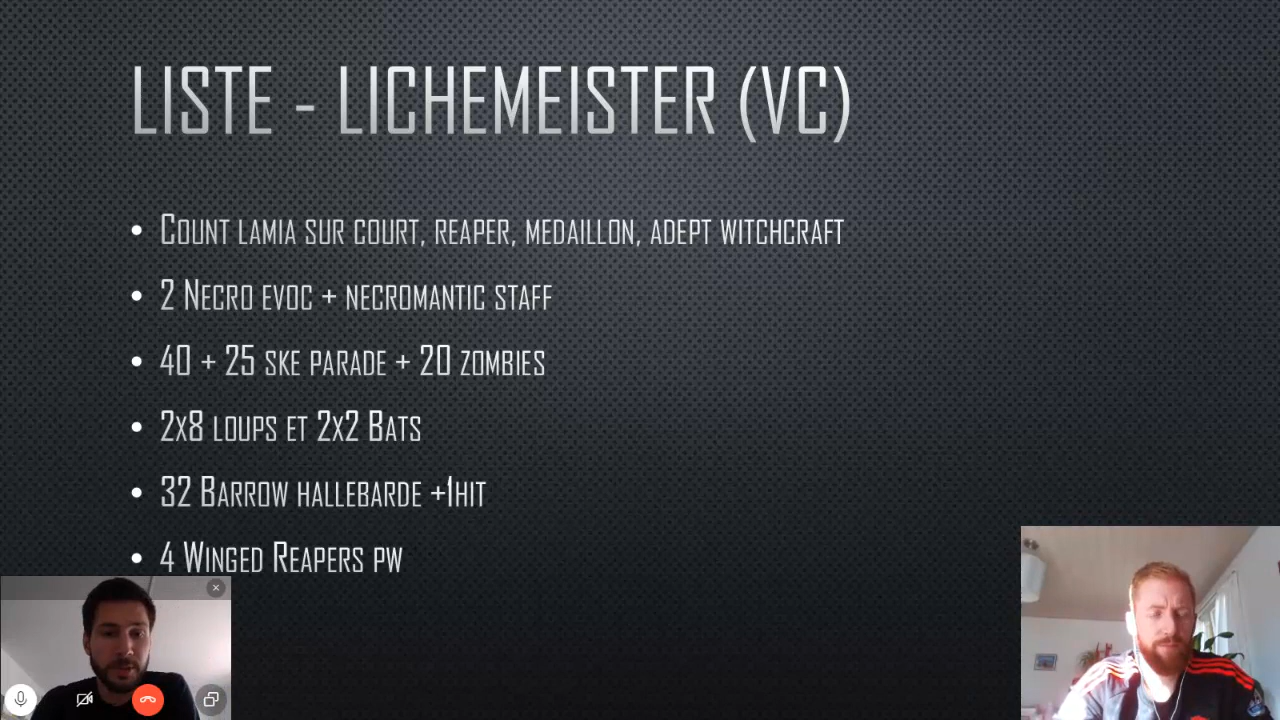 LISTE - LICHEMEISTER (VC)
• COUNT LAMIA SUR COURT, REAPER, MEDAILLON, ADEPT WITCHCRAFT
• 2 NECRO EVOC + NECROMANTIC STAFF
• 40 + 25 SKE PARADE + 20 ZOMBIES
• 2X8 LOUPS ET 2X2 BATS
• 32 BARROW HALLEBARDE +1HIT
• 4 WINGED REAPERS PW